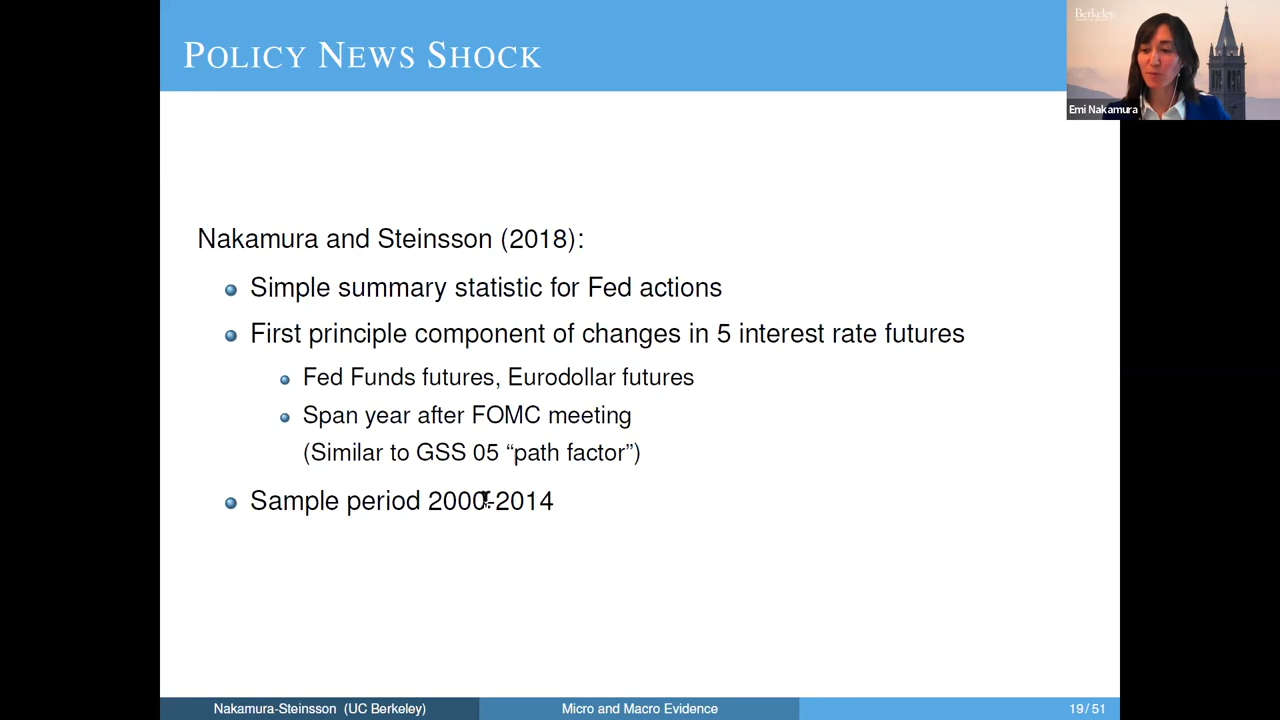 POLICY NEWS SHOCK
Berkeley
Emi Nakamura
Nakamura and Steinsson (2018):
Simple summary statistic for Fed actions
First principle component of changes in 5 interest rate futures
Fed Funds futures, Eurodollar futures
Span year after FOMC meeting
(Similar to GSS 05 “path factor”)
Sample period 2000-2014
Nakamura-Steinsson (UC Berkeley)
Micro and Macro Evidence
19/51